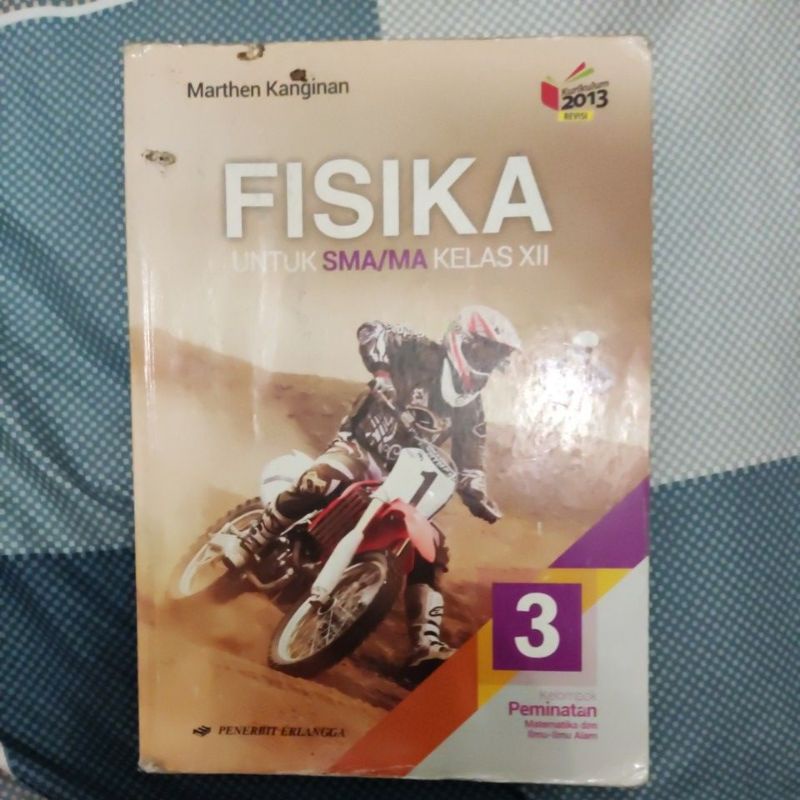 Marthen Kanginan
Kurikulum
2013
REVISI
FISIKA
UNTUK SMA/MA KELAS XII
1
3
Kelompok
Peminatan
Matematika dan
Ilmu-Ilmu Alam
PENERBIT ERLANGGA